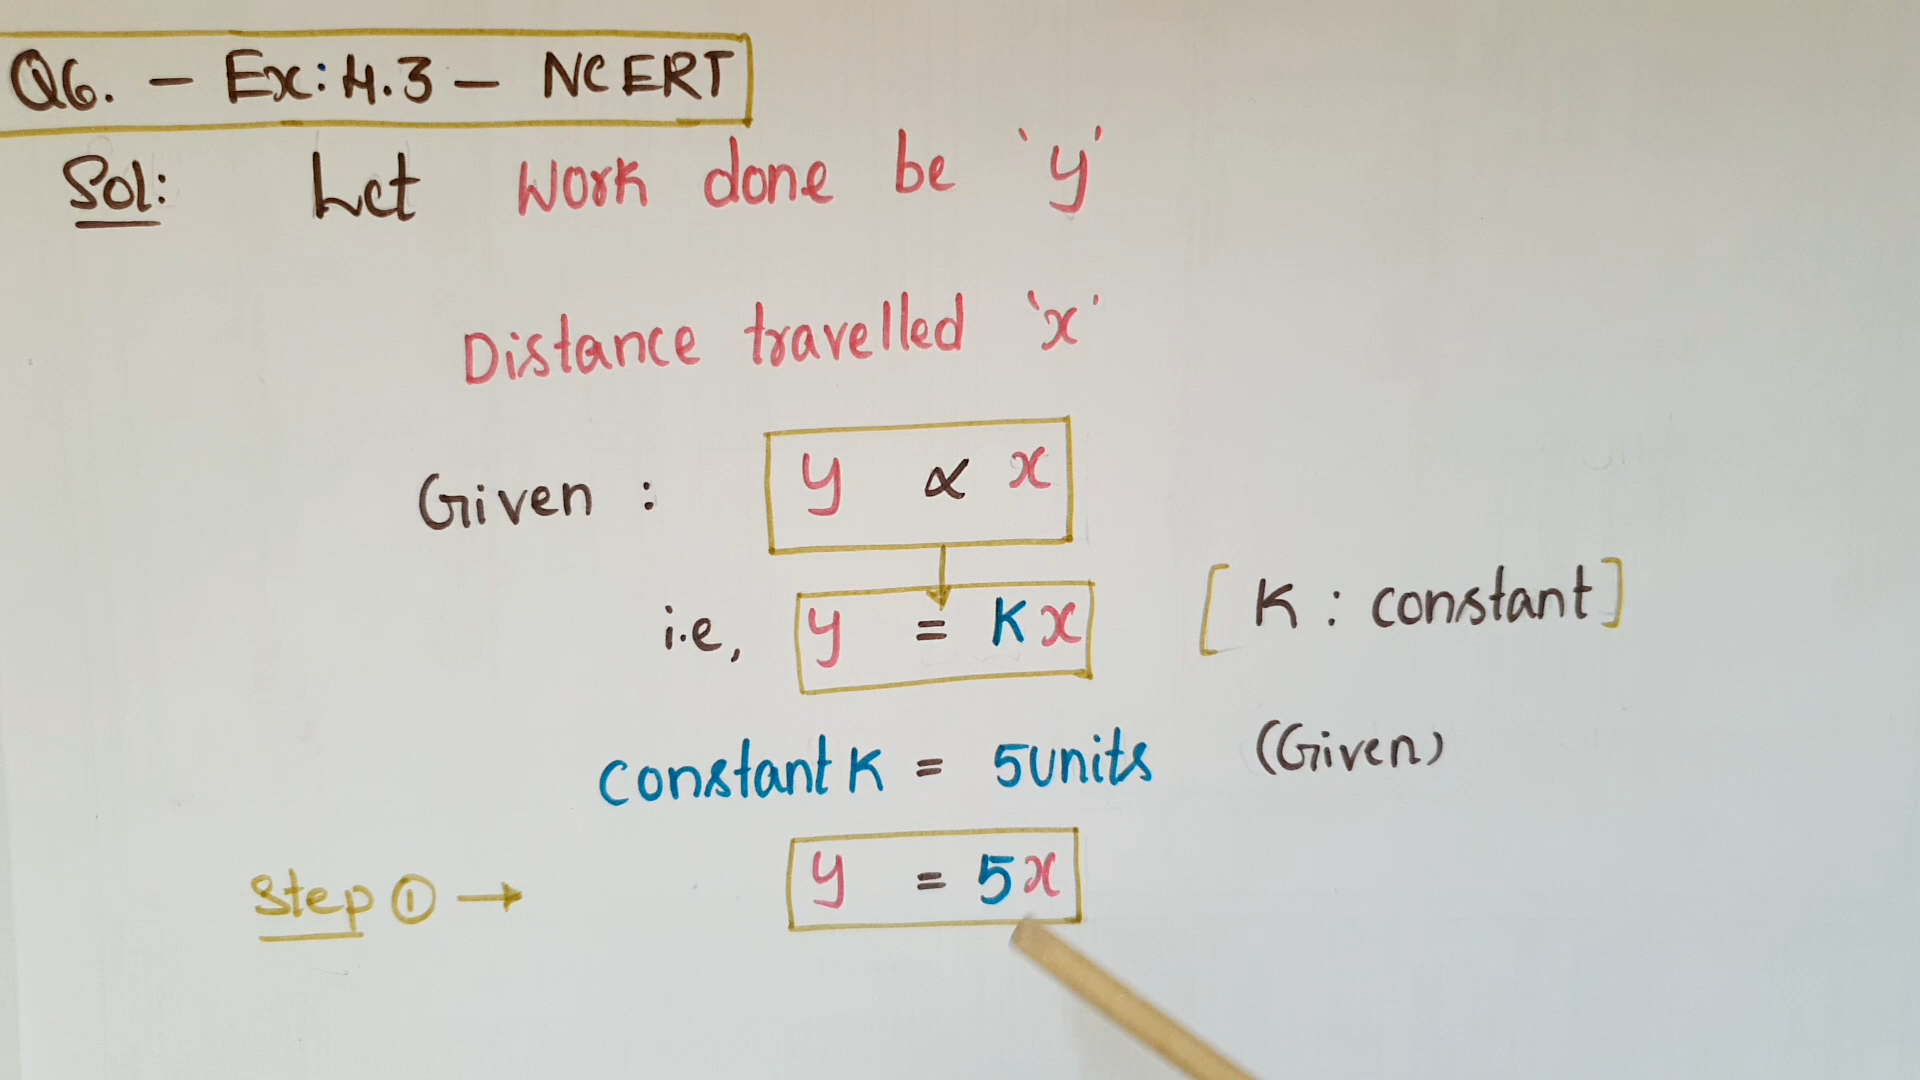 Q6. - Ex: 4.3 - NCERT
Sol: Let Work done be 'y'
Distance travelled 'x'
Given : y ∝ x
i.e, y = Kx [K : constant]
constant K = 5units (Given)
Step ① → y = 5x